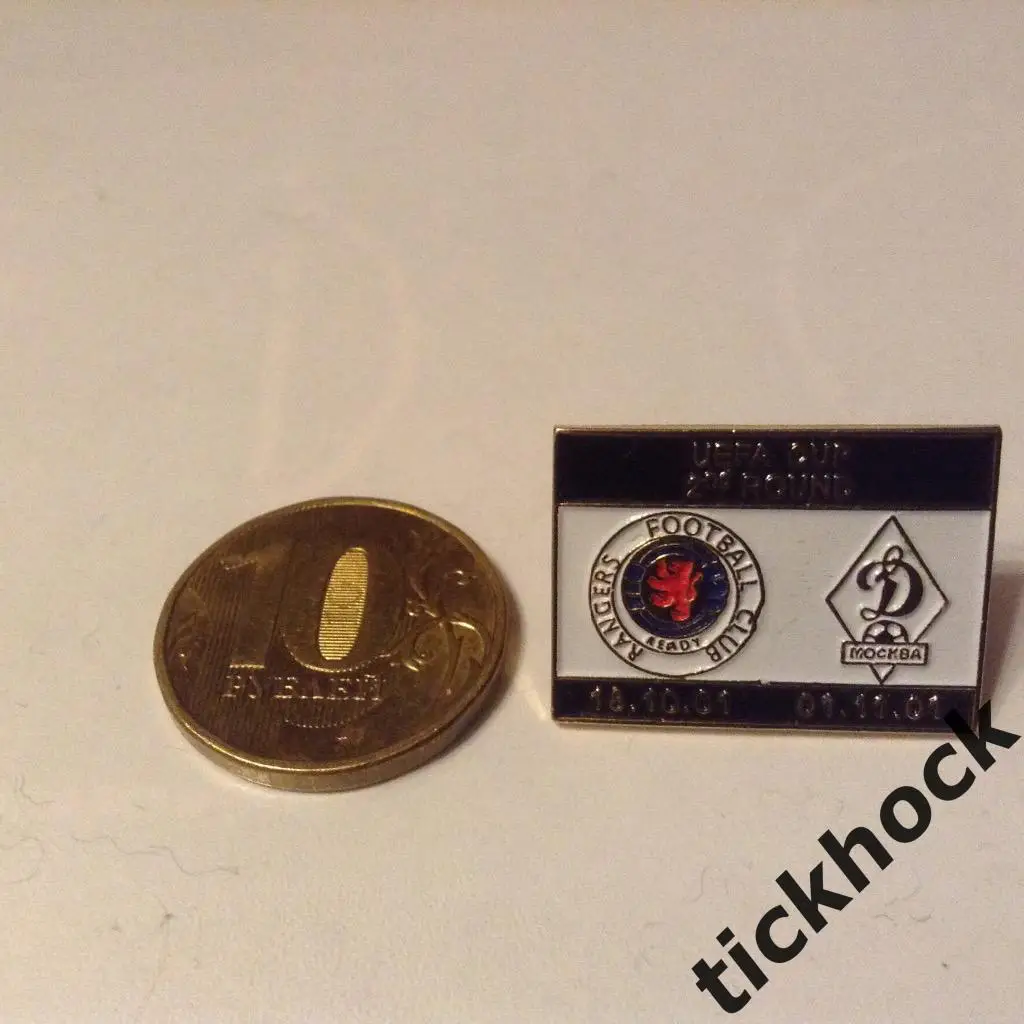 10
РУБЛЕЙ
UEFA CUP
2ND ROUND
RANGERS FOOTBALL CLUB
READY
Д
МОСКВА
18.10.01 01.11.01
tickhock